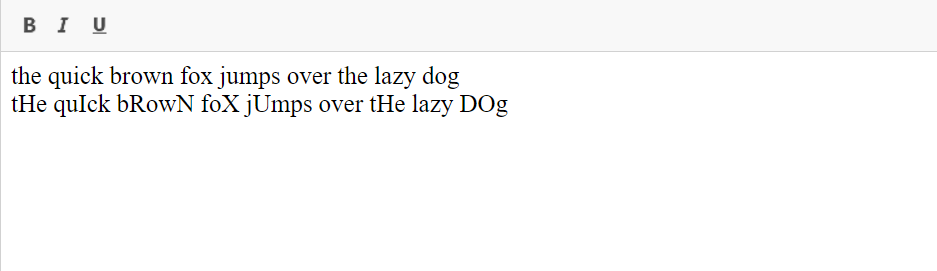 B I U
the quick brown fox jumps over the lazy dog
tHe quIck bRowN foX jUmps over tHe lazy DOg